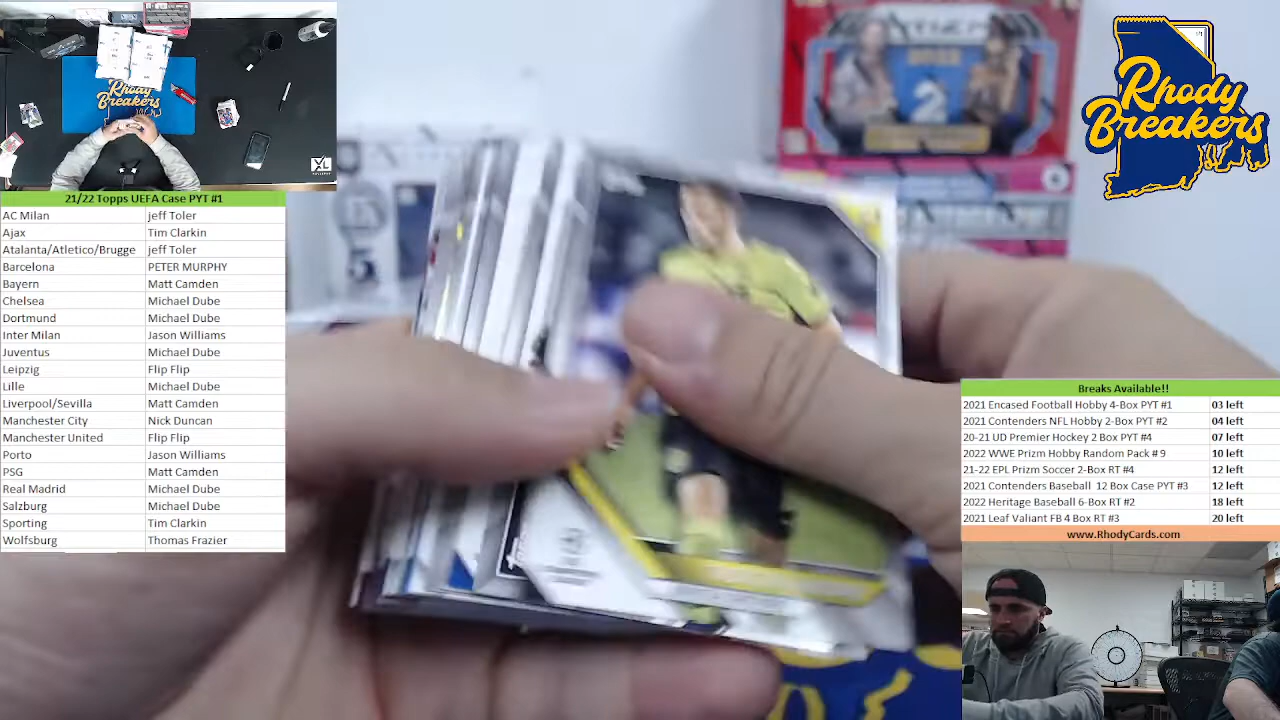 Rhody
Breakers
21/22 Topps UEFA Case PYT #1
AC Milan jeff Toler
Ajax Tim Clarkin
Atalanta/Atletico/Brugge jeff Toler
Barcelona PETER MURPHY
Bayern Matt Camden
Chelsea Michael Dube
Dortmund Michael Dube
Inter Milan Jason Williams
Juventus Michael Dube
Leipzig Flip Flip
Lille Michael Dube
Liverpool/Sevilla Matt Camden
Manchester City Nick Duncan
Manchester United Flip Flip
Porto Jason Williams
PSG Matt Camden
Real Madrid Michael Dube
Salzburg Michael Dube
Sporting Tim Clarkin
Wolfsburg Thomas Frazier
PRIZM
2022
2
Rhody
Breakers
Breaks Available!!
2021 Encased Football Hobby 4-Box PYT #1 03 left
2021 Contenders NFL Hobby 2-Box PYT #2 04 left
20-21 UD Premier Hockey 2 Box PYT #4 07 left
2022 WWE Prizm Hobby Random Pack # 9 10 left
21-22 EPL Prizm Soccer 2-Box RT #4 12 left
2021 Contenders Baseball 12 Box Case PYT #3 12 left
2022 Heritage Baseball 6-Box RT #2 18 left
2021 Leaf Valiant FB 4 Box RT #3 20 left
www.RhodyCards.com